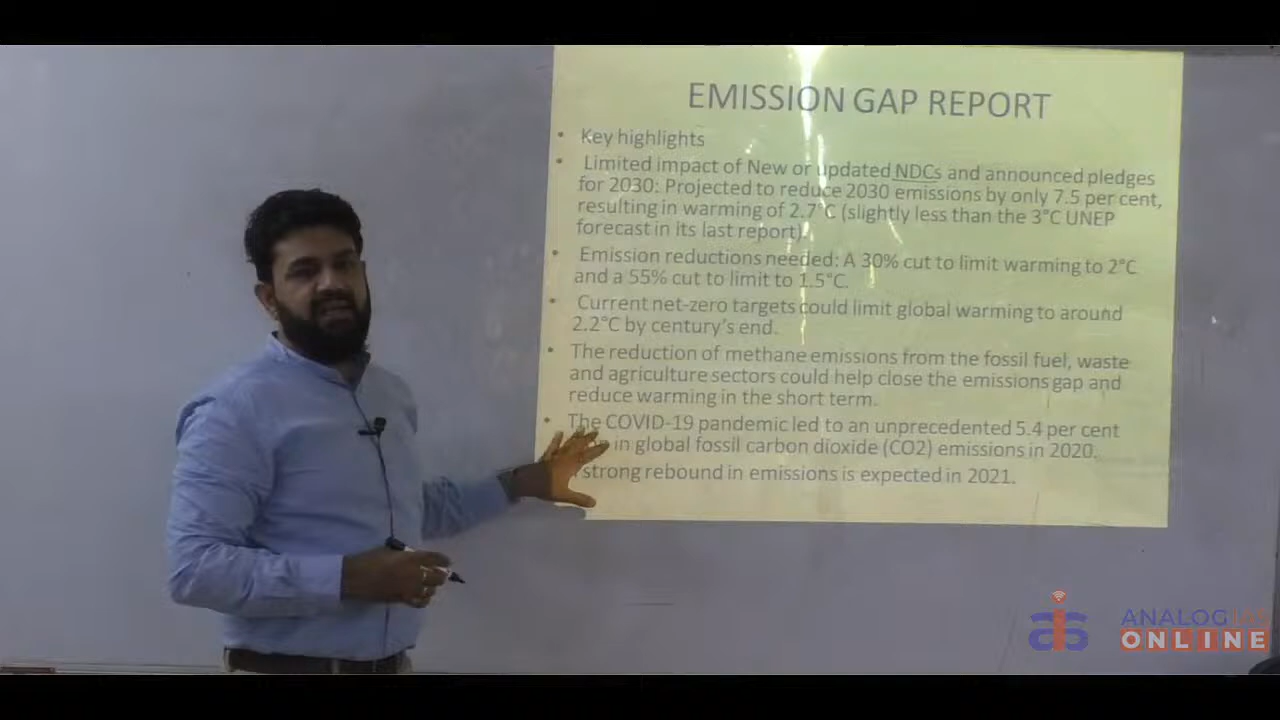 EMISSION GAP REPORT
• Key highlights
• Limited impact of New or updated NDCs and announced pledges
for 2030: Projected to reduce 2030 emissions by only 7.5 per cent,
resulting in warming of 2.7°C (slightly less than the 3°C UNEP
forecast in its last report).
• Emission reductions needed: A 30% cut to limit warming to 2°C
and a 55% cut to limit to 1.5°C.
• Current net-zero targets could limit global warming to around
2.2°C by century's end.
• The reduction of methane emissions from the fossil fuel, waste
and agriculture sectors could help close the emissions gap and
reduce warming in the short term.
• The COVID-19 pandemic led to an unprecedented 5.4 per cent
in global fossil carbon dioxide (CO2) emissions in 2020.
strong rebound in emissions is expected in 2021.
ais
ANALOG IAS
ONLINE